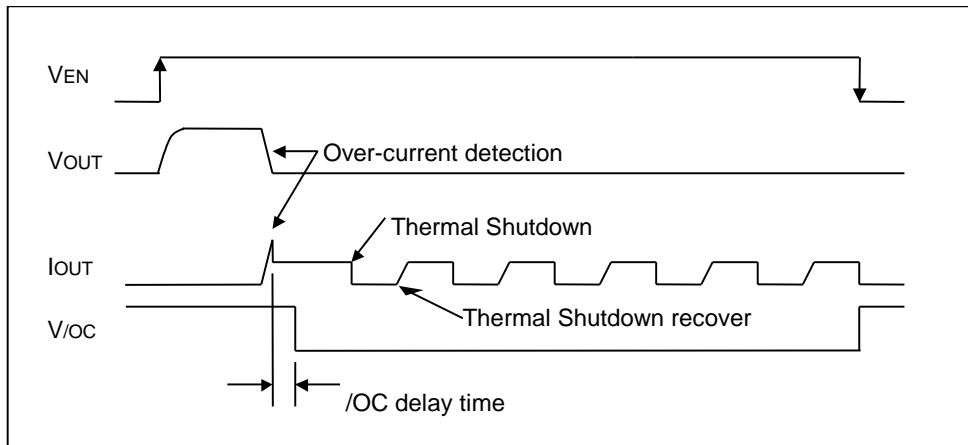 VEN
VOUT
Over-current detection
Thermal Shutdown
IOUT
Thermal Shutdown recover
V/OC
/OC delay time